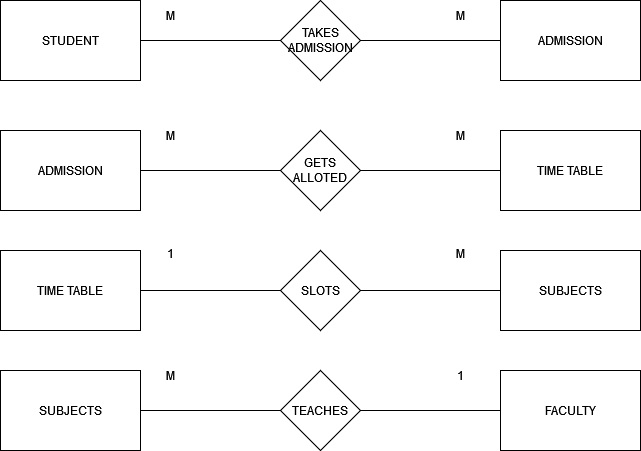 M M
STUDENT TAKES ADMISSION ADMISSION
M M
ADMISSION GETS ALLOTED TIME TABLE
1 M
TIME TABLE SLOTS SUBJECTS
M 1
SUBJECTS TEACHES FACULTY